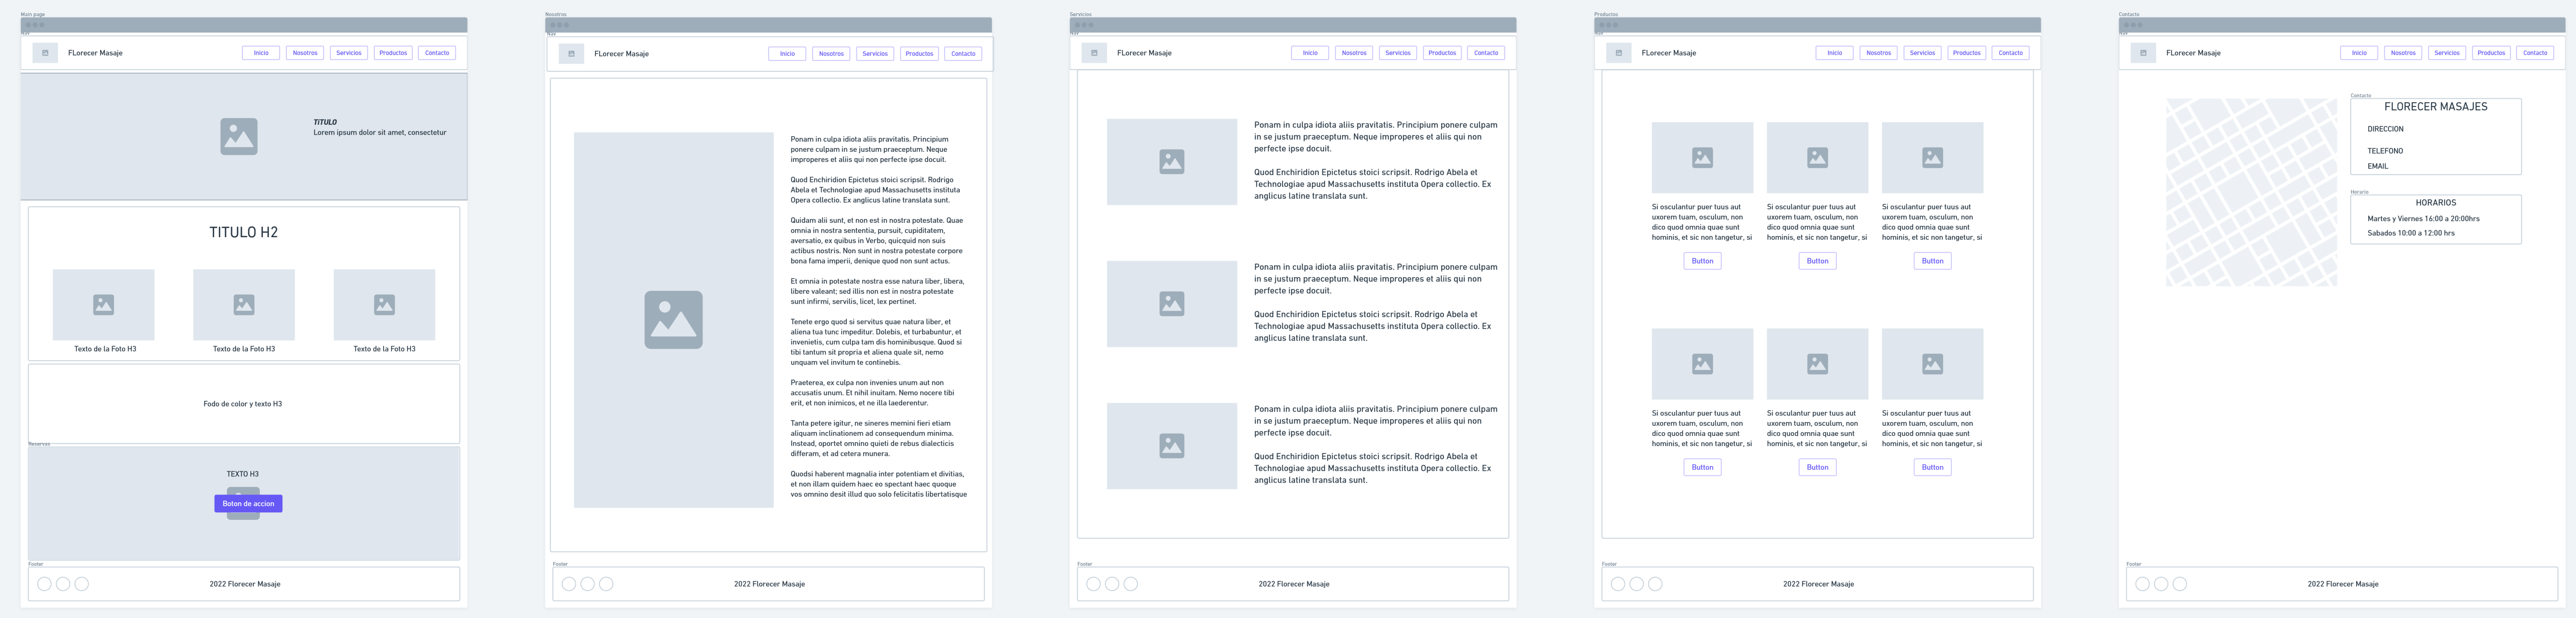 Main page
Nav
FLorecer Masaje
Inicio
Nosotros
Servicios
Productos
Contacto
TITULO
Lorem ipsum dolor sit amet, consectetur
TITULO H2
Texto de la Foto H3
Texto de la Foto H3
Texto de la Foto H3
Fodo de color y texto H3
Reservas
TEXTO H3
Boton de accion
Footer
2022 Florecer Masaje
Nosotros
Nav
FLorecer Masaje
Inicio
Nosotros
Servicios
Productos
Contacto
Ponam in culpa idiota aliis pravitatis. Principium
ponere culpam in se justum praeceptum. Neque
improperes et aliis qui non perfecte ipse docuit.
Quod Enchiridion Epictetus stoici scripsit. Rodrigo
Abela et Technologiae apud Massachusetts instituta
Opera collectio. Ex anglicus latine translata sunt.
Quidam alii sunt, et non est in nostra potestate. Quae
omnia in nostra sententia, pursuit, cupiditatem,
aversatio, ex quibus in Verbo, quicquid non suis
actibus nostris. Non sunt in nostra potestate corpore
bona fama imperii, denique quod non sunt actus.
Et omnia in potestate nostra esse natura liber, libera,
libere valeant; sed illis non est in nostra potestate
sunt infirmi, servilis, licet, lex pertinet.
Tenete ergo quod si servitus quae natura liber, et
aliena tua tunc impeditur. Dolebis, et turbabuntur, et
invenietis, cum culpa tam dis hominibusque. Quod si
tibi tantum sit propria et aliena quale sit, nemo
unquam vel invitum te continebis.
Praeterea, ex culpa non invenies unum aut non
accusatis unum. Et nihil inuitam. Nemo nocere tibi
erit, et non inimicos, et ne illa laederentur.
Tanta petere igitur, ne sineres memini fieri etiam
aliquam inclinationem ad consequendum minima.
Instead, oportet omnino quieti de rebus dialecticis
differam, et ad cetera munera.
Quodsi haberent magnalia inter potentiam et divitias,
et non illam quidem haec eo spectant haec quoque
vos omnino desit illud quo solo felicitatis libertatisque
Footer
2022 Florecer Masaje
Servicios
Nav
FLorecer Masaje
Inicio
Nosotros
Servicios
Productos
Contacto
Ponam in culpa idiota aliis pravitatis. Principium ponere culpam
in se justum praeceptum. Neque improperes et aliis qui non
perfecte ipse docuit.
Quod Enchiridion Epictetus stoici scripsit. Rodrigo Abela et
Technologiae apud Massachusetts instituta Opera collectio. Ex
anglicus latine translata sunt.
Ponam in culpa idiota aliis pravitatis. Principium ponere culpam
in se justum praeceptum. Neque improperes et aliis qui non
perfecte ipse docuit.
Quod Enchiridion Epictetus stoici scripsit. Rodrigo Abela et
Technologiae apud Massachusetts instituta Opera collectio. Ex
anglicus latine translata sunt.
Ponam in culpa idiota aliis pravitatis. Principium ponere culpam
in se justum praeceptum. Neque improperes et aliis qui non
perfecte ipse docuit.
Quod Enchiridion Epictetus stoici scripsit. Rodrigo Abela et
Technologiae apud Massachusetts instituta Opera collectio. Ex
anglicus latine translata sunt.
Footer
2022 Florecer Masaje
Productos
Nav
FLorecer Masaje
Inicio
Nosotros
Servicios
Productos
Contacto
Si osculantur puer tuus aut
uxorem tuam, osculum, non
dico quod omnia quae sunt
hominis, et sic non tangetur, si
Button
Si osculantur puer tuus aut
uxorem tuam, osculum, non
dico quod omnia quae sunt
hominis, et sic non tangetur, si
Button
Si osculantur puer tuus aut
uxorem tuam, osculum, non
dico quod omnia quae sunt
hominis, et sic non tangetur, si
Button
Si osculantur puer tuus aut
uxorem tuam, osculum, non
dico quod omnia quae sunt
hominis, et sic non tangetur, si
Button
Si osculantur puer tuus aut
uxorem tuam, osculum, non
dico quod omnia quae sunt
hominis, et sic non tangetur, si
Button
Si osculantur puer tuus aut
uxorem tuam, osculum, non
dico quod omnia quae sunt
hominis, et sic non tangetur, si
Button
Footer
2022 Florecer Masaje
Contacto
Nav
FLorecer Masaje
Inicio
Nosotros
Servicios
Productos
Contacto
Contacto
FLORECER MASAJES
DIRECCION
TELEFONO
EMAIL
Horario
HORARIOS
Martes y Viernes 16:00 a 20:00hrs
Sabados 10:00 a 12:00 hrs
Footer
2022 Florecer Masaje